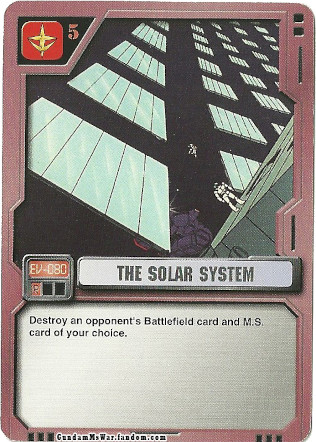 5
EV-080
R
THE SOLAR SYSTEM
Destroy an opponent's Battlefield card and M.S.
card of your choice.
GundamMsWar.fandom.com